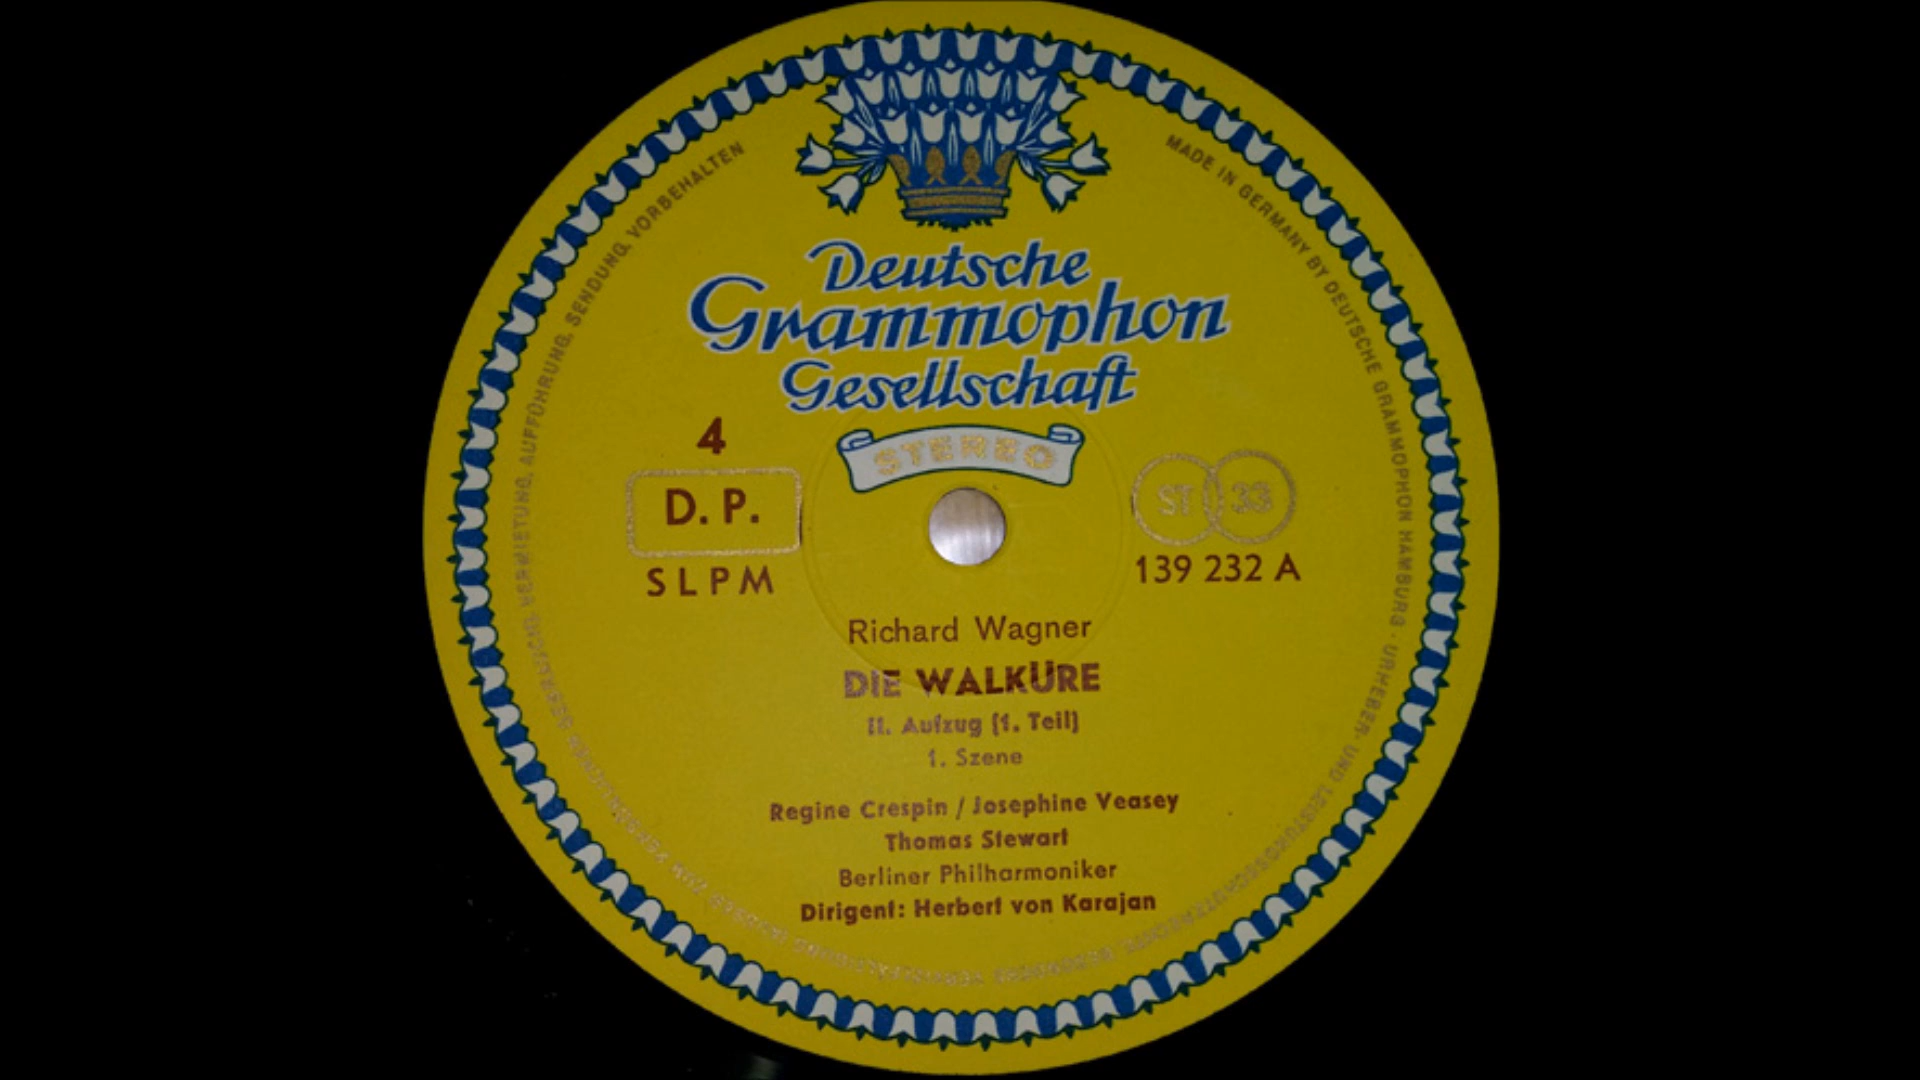 Deutsche
Grammophon
Gesellschaft
STEREO
4
D. P.
SLPM
ST 33
139 232 A
Richard Wagner
DIE WALKÜRE
II. Aufzug (1. Teil)
1. Szene
Regine Crespin / Josephine Veasey
Thomas Stewart
Berliner Philharmoniker
Dirigent: Herbert von Karajan
MADE IN GERMANY BY DEUTSCHE GRAMMOPHON HAMBURG · URHEBER- UND LEISTUNGSSCHUTZRECHTE
VERMIETUNG, AUFFÜHRUNG, SENDUNG, VORBEHALTEN